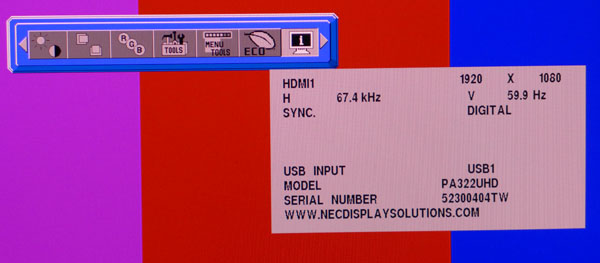 RGB
TOOLS
MENU
TOOLS
ECO
i
HDMI1 1920 X 1080
H 67.4 kHz V 59.9 Hz
SYNC. DIGITAL
USB INPUT USB1
MODEL PA322UHD
SERIAL NUMBER 52300404TW
WWW.NECDISPLAYSOLUTIONS.COM